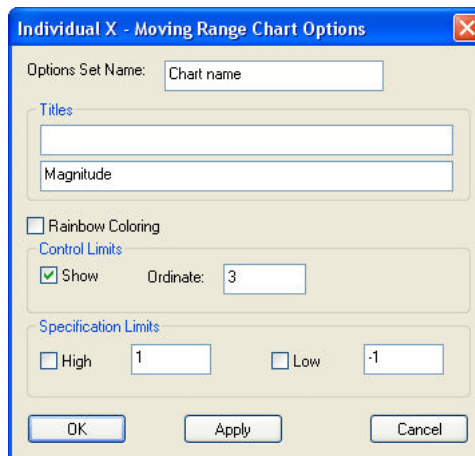 Individual X - Moving Range Chart Options
Options Set Name: Chart name
Titles
Magnitude
Rainbow Coloring
Control Limits
Show Ordinate: 3
Specification Limits
High 1 Low -1
OK Apply Cancel